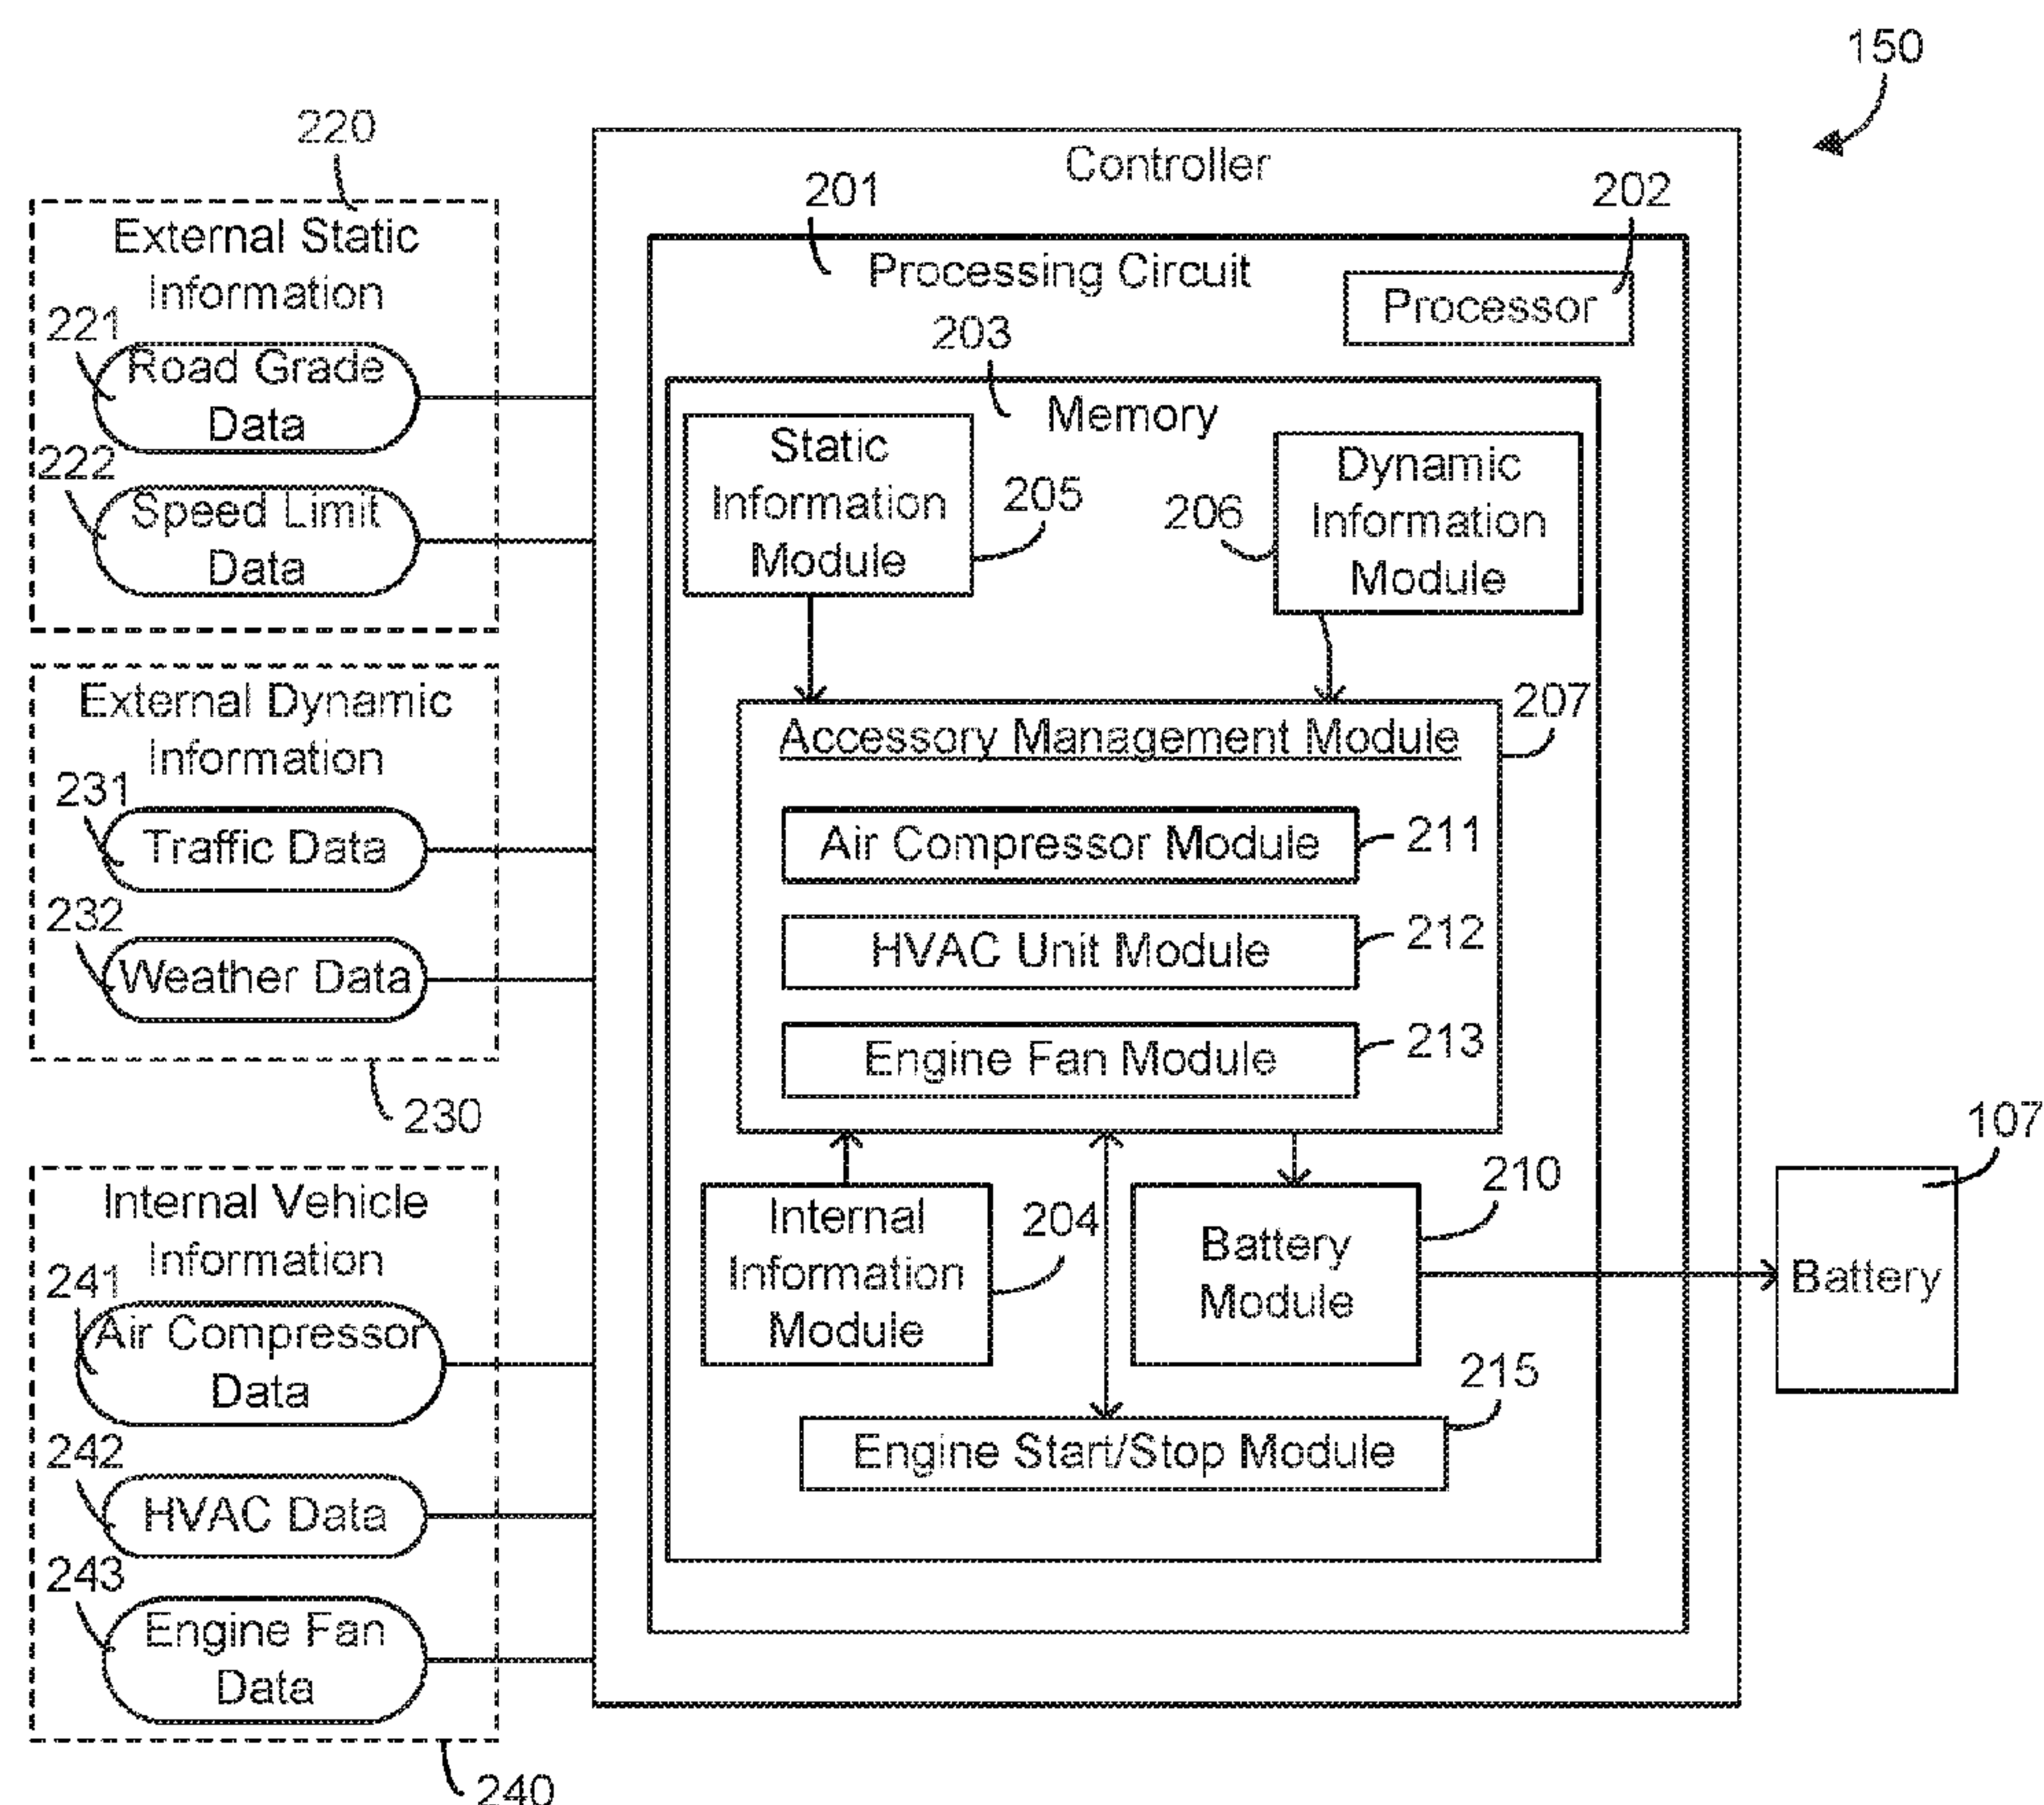 150
220
External Static
Information
221
Road Grade
Data
222
Speed Limit
Data
External Dynamic
Information
231
Traffic Data
232
Weather Data
230
Internal Vehicle
Information
241
Air Compressor
Data
242
HVAC Data
243
Engine Fan
Data
240
Controller
201
202
Processing Circuit
Processor
203
Memory
Static
Information
Module
205
206
Dynamic
Information
Module
207
Accessory Management Module
Air Compressor Module
211
HVAC Unit Module
212
Engine Fan Module
213
Internal
Information
Module
204
Battery
Module
210
215
Engine Start/Stop Module
107
Battery